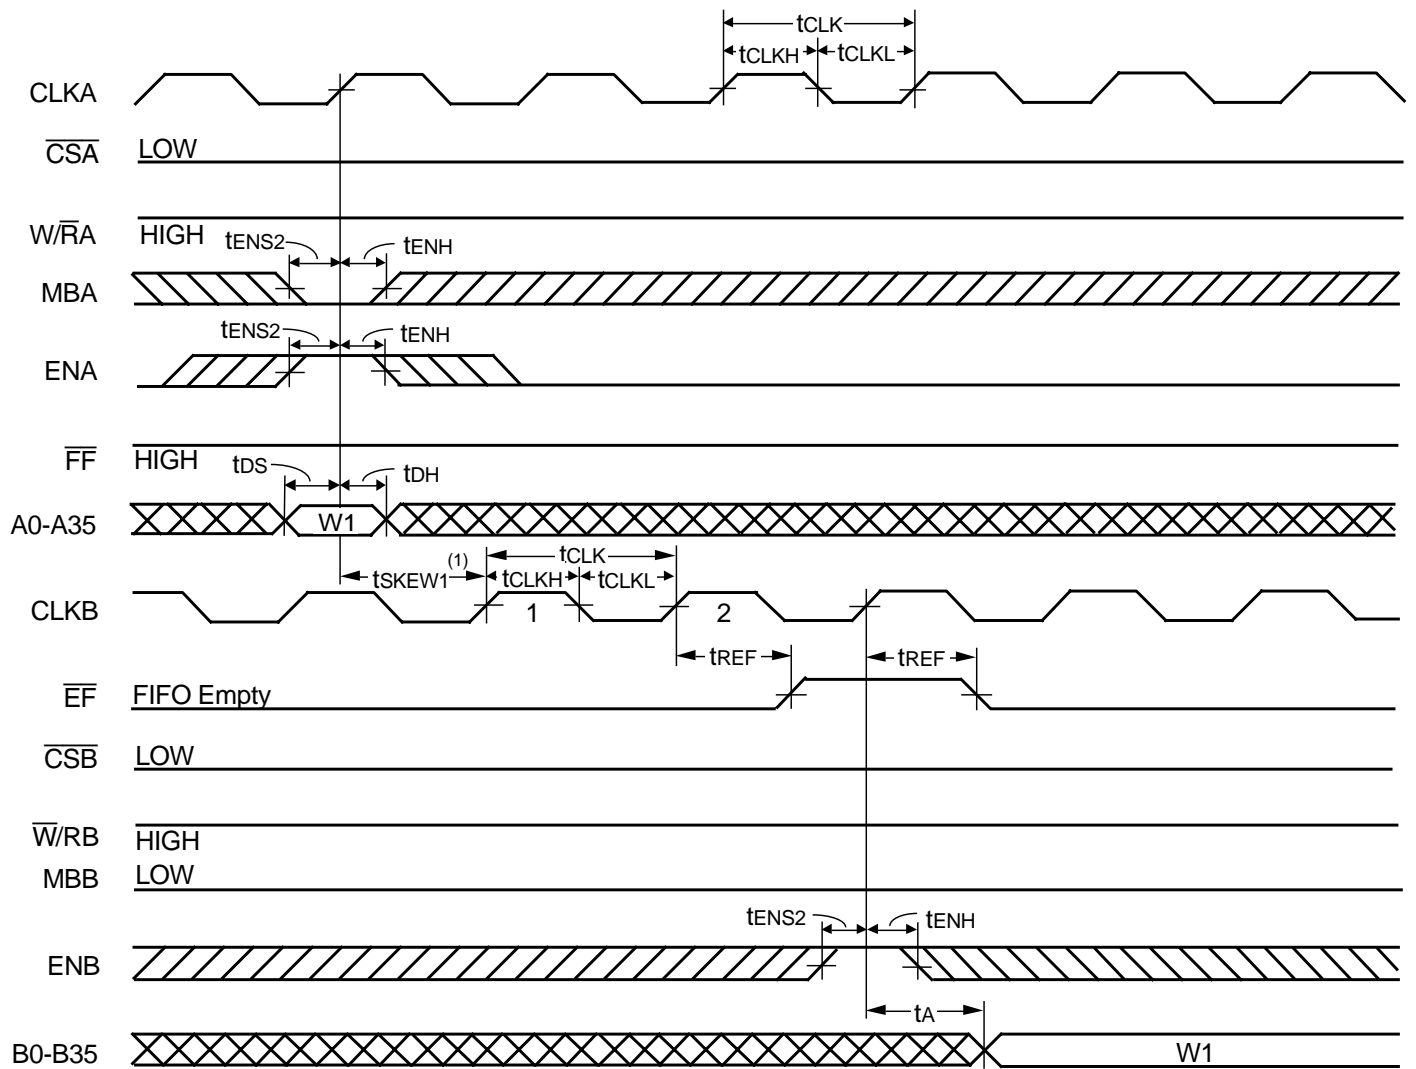 tCLK
tCLKH tCLKL
CLKA
CSA LOW
W/RA HIGH
tENS2 tENH
MBA
tENS2 tENH
ENA
FF HIGH
tDS tDH
A0-A35 W1
tSKEW1(1) tCLK
tCLKH tCLKL
CLKB 1 2
tREF tREF
EF FIFO Empty
CSB LOW
W/RB HIGH
MBB LOW
tENS2 tENH
ENB
tA
B0-B35 W1